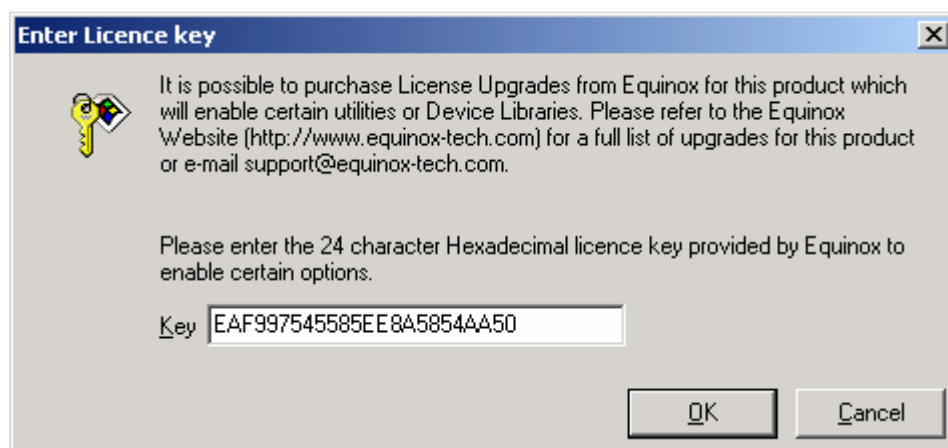 Enter Licence key
It is possible to purchase License Upgrades from Equinox for this product which
will enable certain utilities or Device Libraries. Please refer to the Equinox
Website (http://www.equinox-tech.com) for a full list of upgrades for this product
or e-mail support@equinox-tech.com.
Please enter the 24 character Hexadecimal licence key provided by Equinox to
enable certain options.
Key EAF997545585EE8A5854AA50
OK Cancel